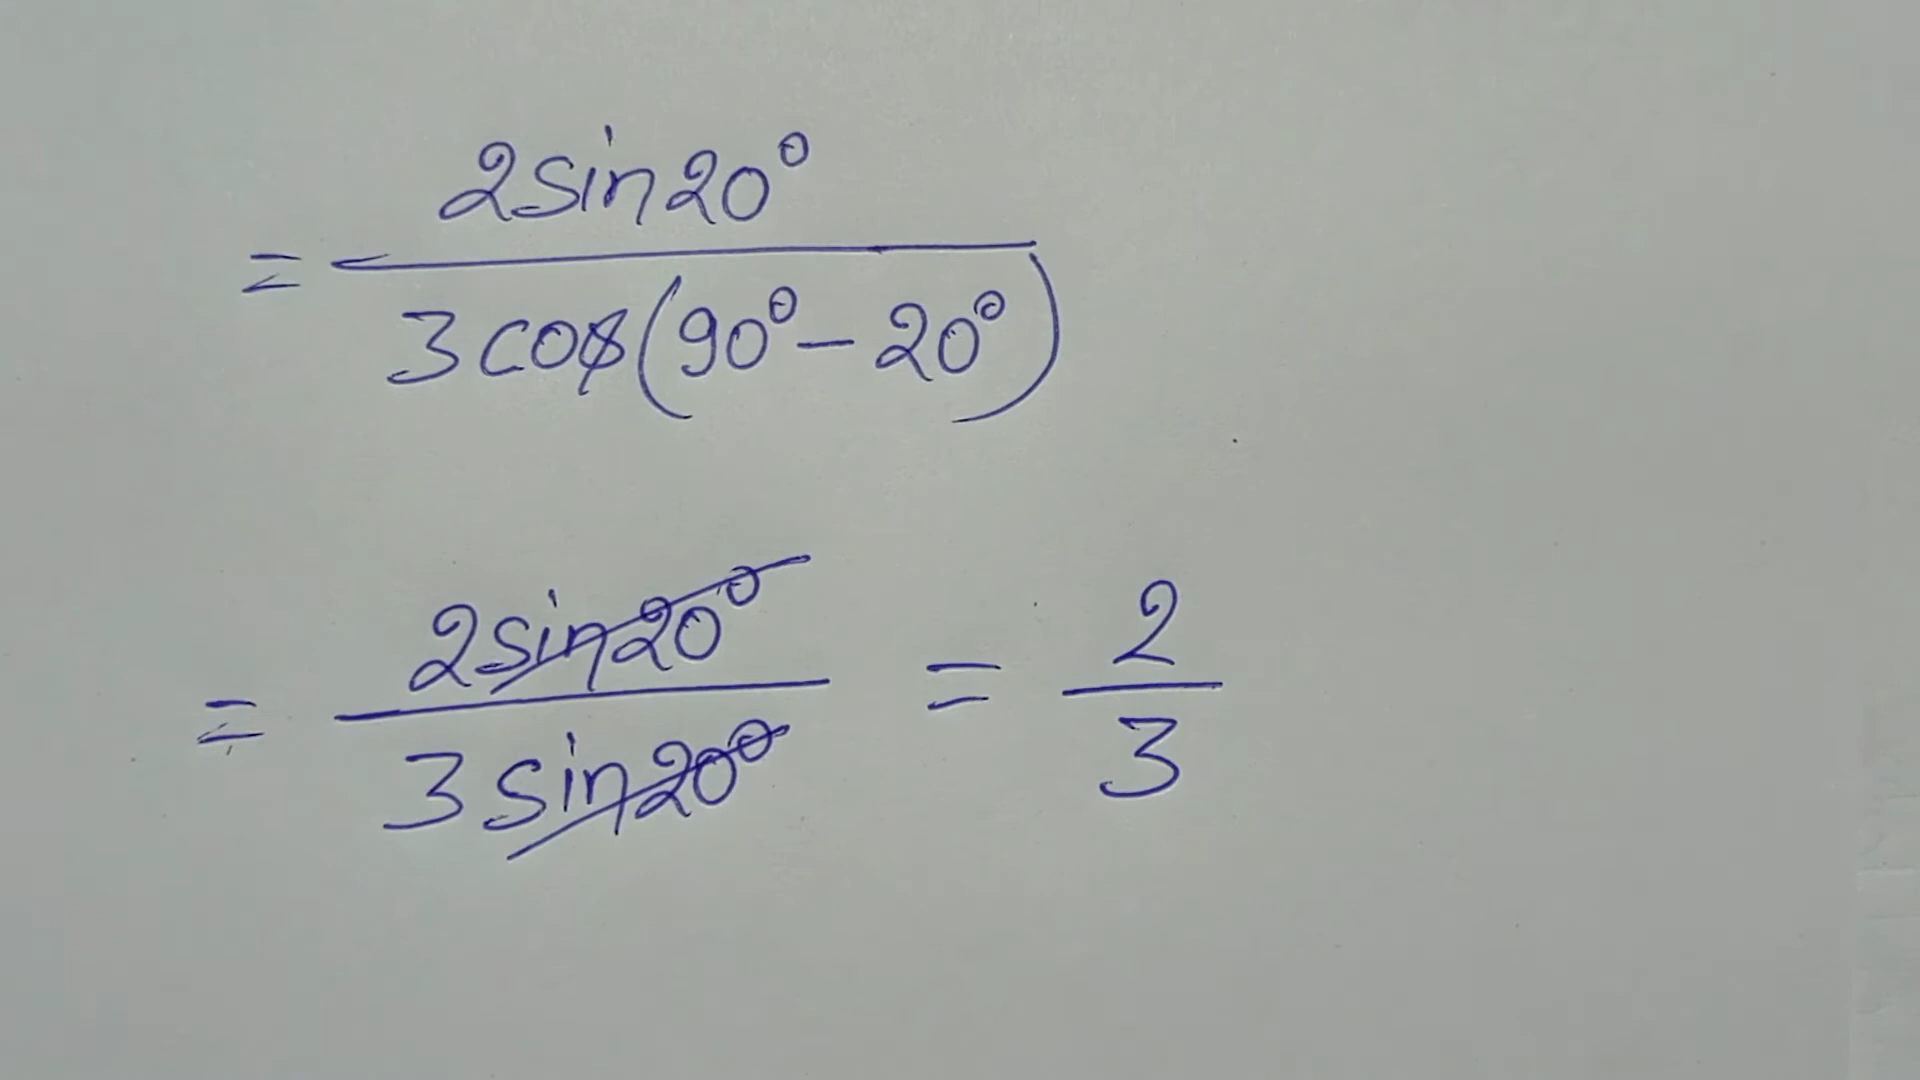 = 2sin20° / 3cos(90° - 20°)
= 2sin20° / 3sin20° = 2/3